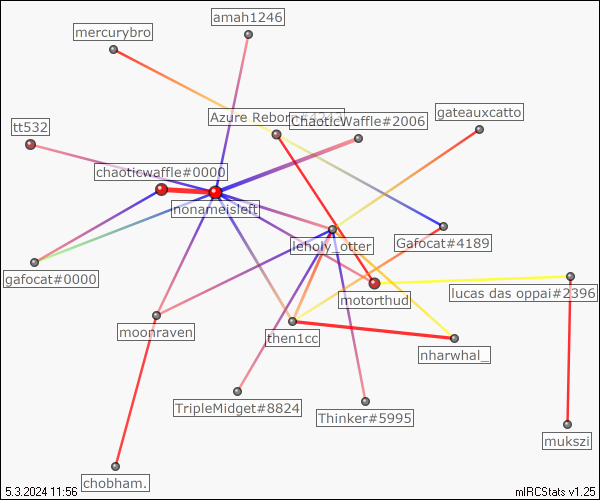 amah1246
mercurybro
gateauxcatto
Azure Reborn
ChaoticWaffle#2006
tt532
chaoticwaffle#0000
nonameisleft
leholy_otter
Gafocat#4189
gafocat#0000
motorthud
lucas das oppai#2396
moonraven
then1cc
nharwhal_
TripleMidget#8824
Thinker#5995
mukszi
chobham.
5.3.2024 11:56
mIRCStats v1.25